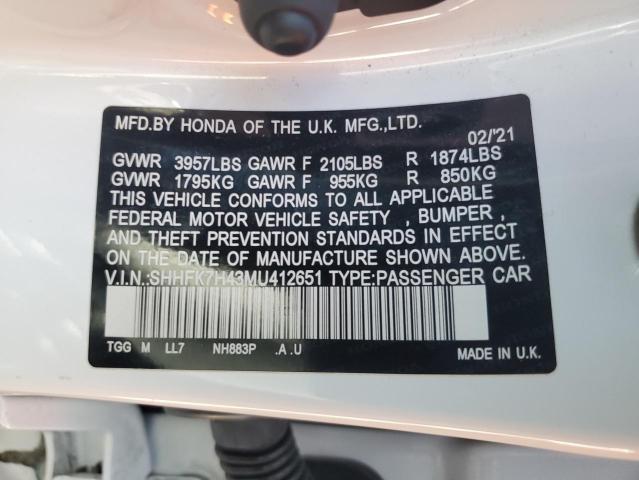 MFD.BY HONDA OF THE U.K. MFG.,LTD.
02/'21
GVWR 3957LBS GAWR F 2105LBS R 1874LBS
GVWR 1795KG GAWR F 955KG R 850KG
THIS VEHICLE CONFORMS TO ALL APPLICABLE
FEDERAL MOTOR VEHICLE SAFETY , BUMPER ,
AND THEFT PREVENTION STANDARDS IN EFFECT
ON THE DATE OF MANUFACTURE SHOWN ABOVE.
V.I.N.:SHHFK7H43MU412651 TYPE:PASSENGER CAR
TGG M LL7 NH883P .A .U MADE IN U.K.